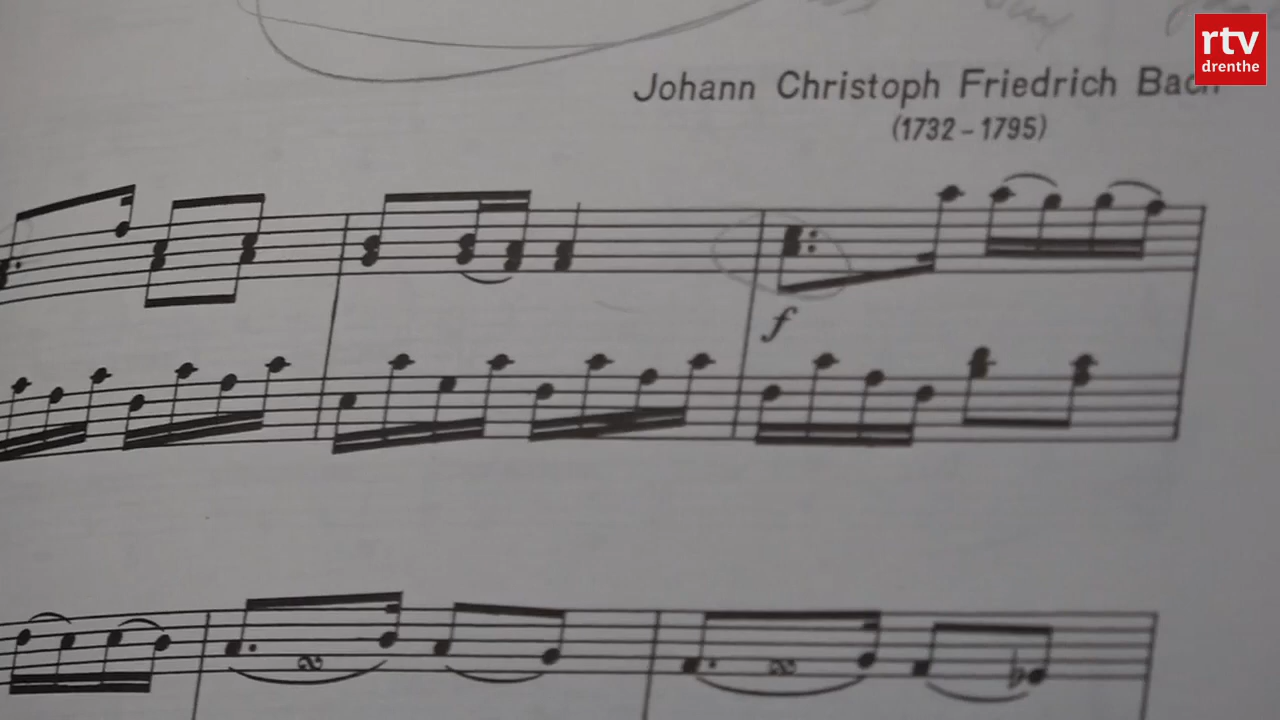 rtv
drenthe
Johann Christoph Friedrich Bach
(1732 – 1795)
f